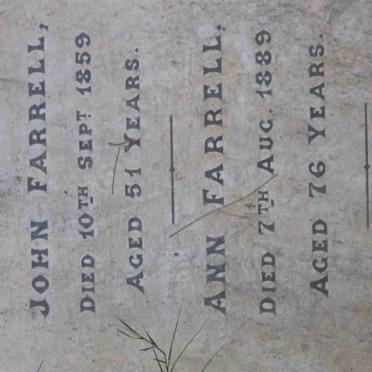 JOHN FARRELL,
DIED 10TH SEPT 1859
AGED 51 YEARS.
ANN FARRELL,
DIED 7TH AUG. 1889
AGED 76 YEARS.